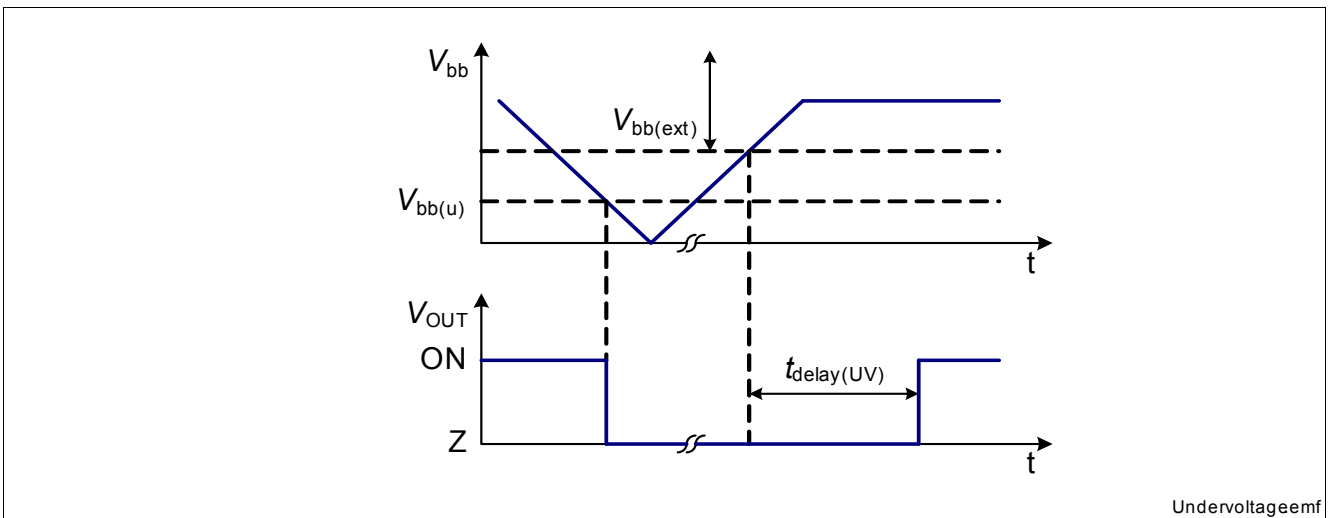 Vbb
Vbb(ext)
Vbb(u)
t
VOUT
ON
tdelay(UV)
Z
t
Undervoltageemf